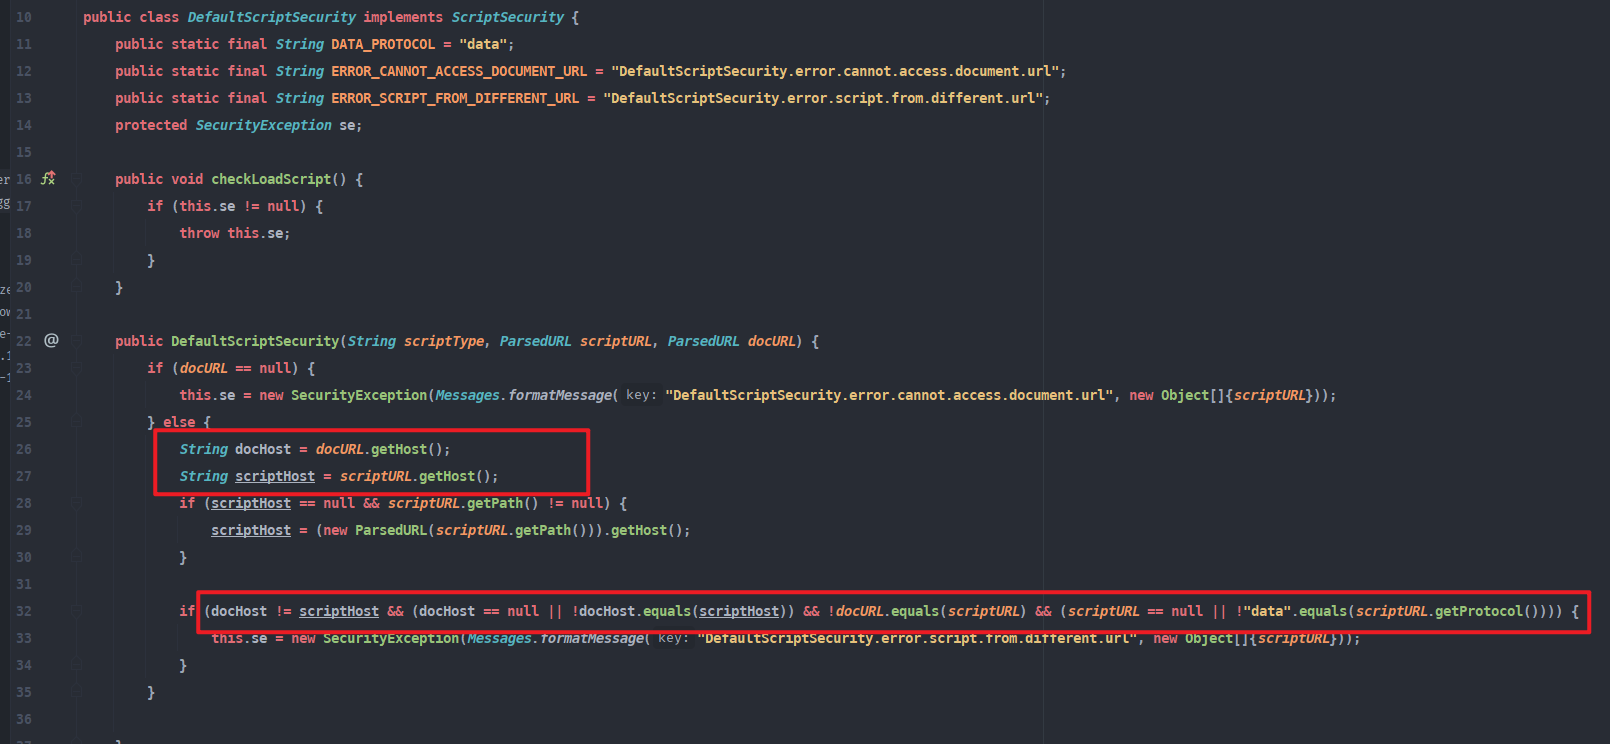 10 public class DefaultScriptSecurity implements ScriptSecurity {
11 public static final String DATA_PROTOCOL = "data";
12 public static final String ERROR_CANNOT_ACCESS_DOCUMENT_URL = "DefaultScriptSecurity.error.cannot.access.document.url";
13 public static final String ERROR_SCRIPT_FROM_DIFFERENT_URL = "DefaultScriptSecurity.error.script.from.different.url";
14 protected SecurityException se;
15
er 16 public void checkLoadScript() {
gg 17 if (this.se != null) {
18 throw this.se;
19 }
20 }
21
22 @ public DefaultScriptSecurity(String scriptType, ParsedURL scriptURL, ParsedURL docURL) {
23 if (docURL == null) {
24 this.se = new SecurityException(Messages.formatMessage( key: "DefaultScriptSecurity.error.cannot.access.document.url", new Object[]{scriptURL}));
25 } else {
26 String docHost = docURL.getHost();
27 String scriptHost = scriptURL.getHost();
28 if (scriptHost == null && scriptURL.getPath() != null) {
29 scriptHost = (new ParsedURL(scriptURL.getPath())).getHost();
30 }
31
32 if (docHost != scriptHost && (docHost == null || !docHost.equals(scriptHost)) && !docURL.equals(scriptURL) && (scriptURL == null || !"data".equals(scriptURL.getProtocol()))) {
33 this.se = new SecurityException(Messages.formatMessage( key: "DefaultScriptSecurity.error.script.from.different.url", new Object[]{scriptURL}));
34 }
35 }
36